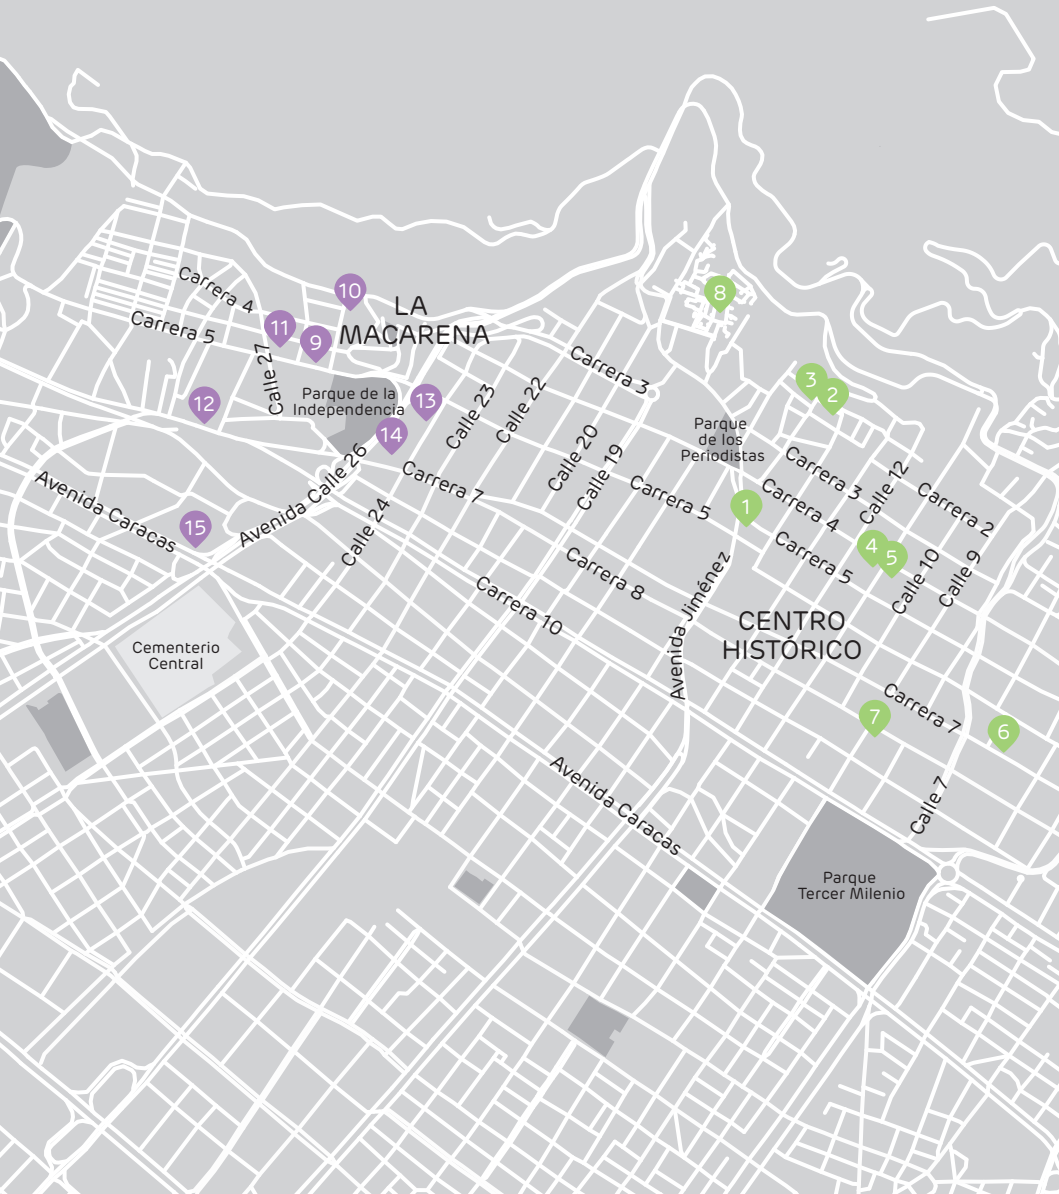 Carrera 4
10
LA
MACARENA
8
Carrera 5
11
9
Calle 27
Carrera 3
3
2
12
Parque de la
Independencia
13
Calle 23
Calle 22
14
Parque
de los
Periodistas
Calle 20
Calle 19
Carrera 3
Calle 12
Carrera 2
Avenida Caracas
Avenida Calle 26
Carrera 7
Carrera 5
Carrera 4
1
15
Calle 24
Carrera 5
4
5
Calle 10
Calle 9
Carrera 8
Carrera 10
Avenida Jiménez
CENTRO
HISTÓRICO
Cementerio
Central
7
Carrera 7
6
Avenida Caracas
Calle 7
Parque
Tercer Milenio